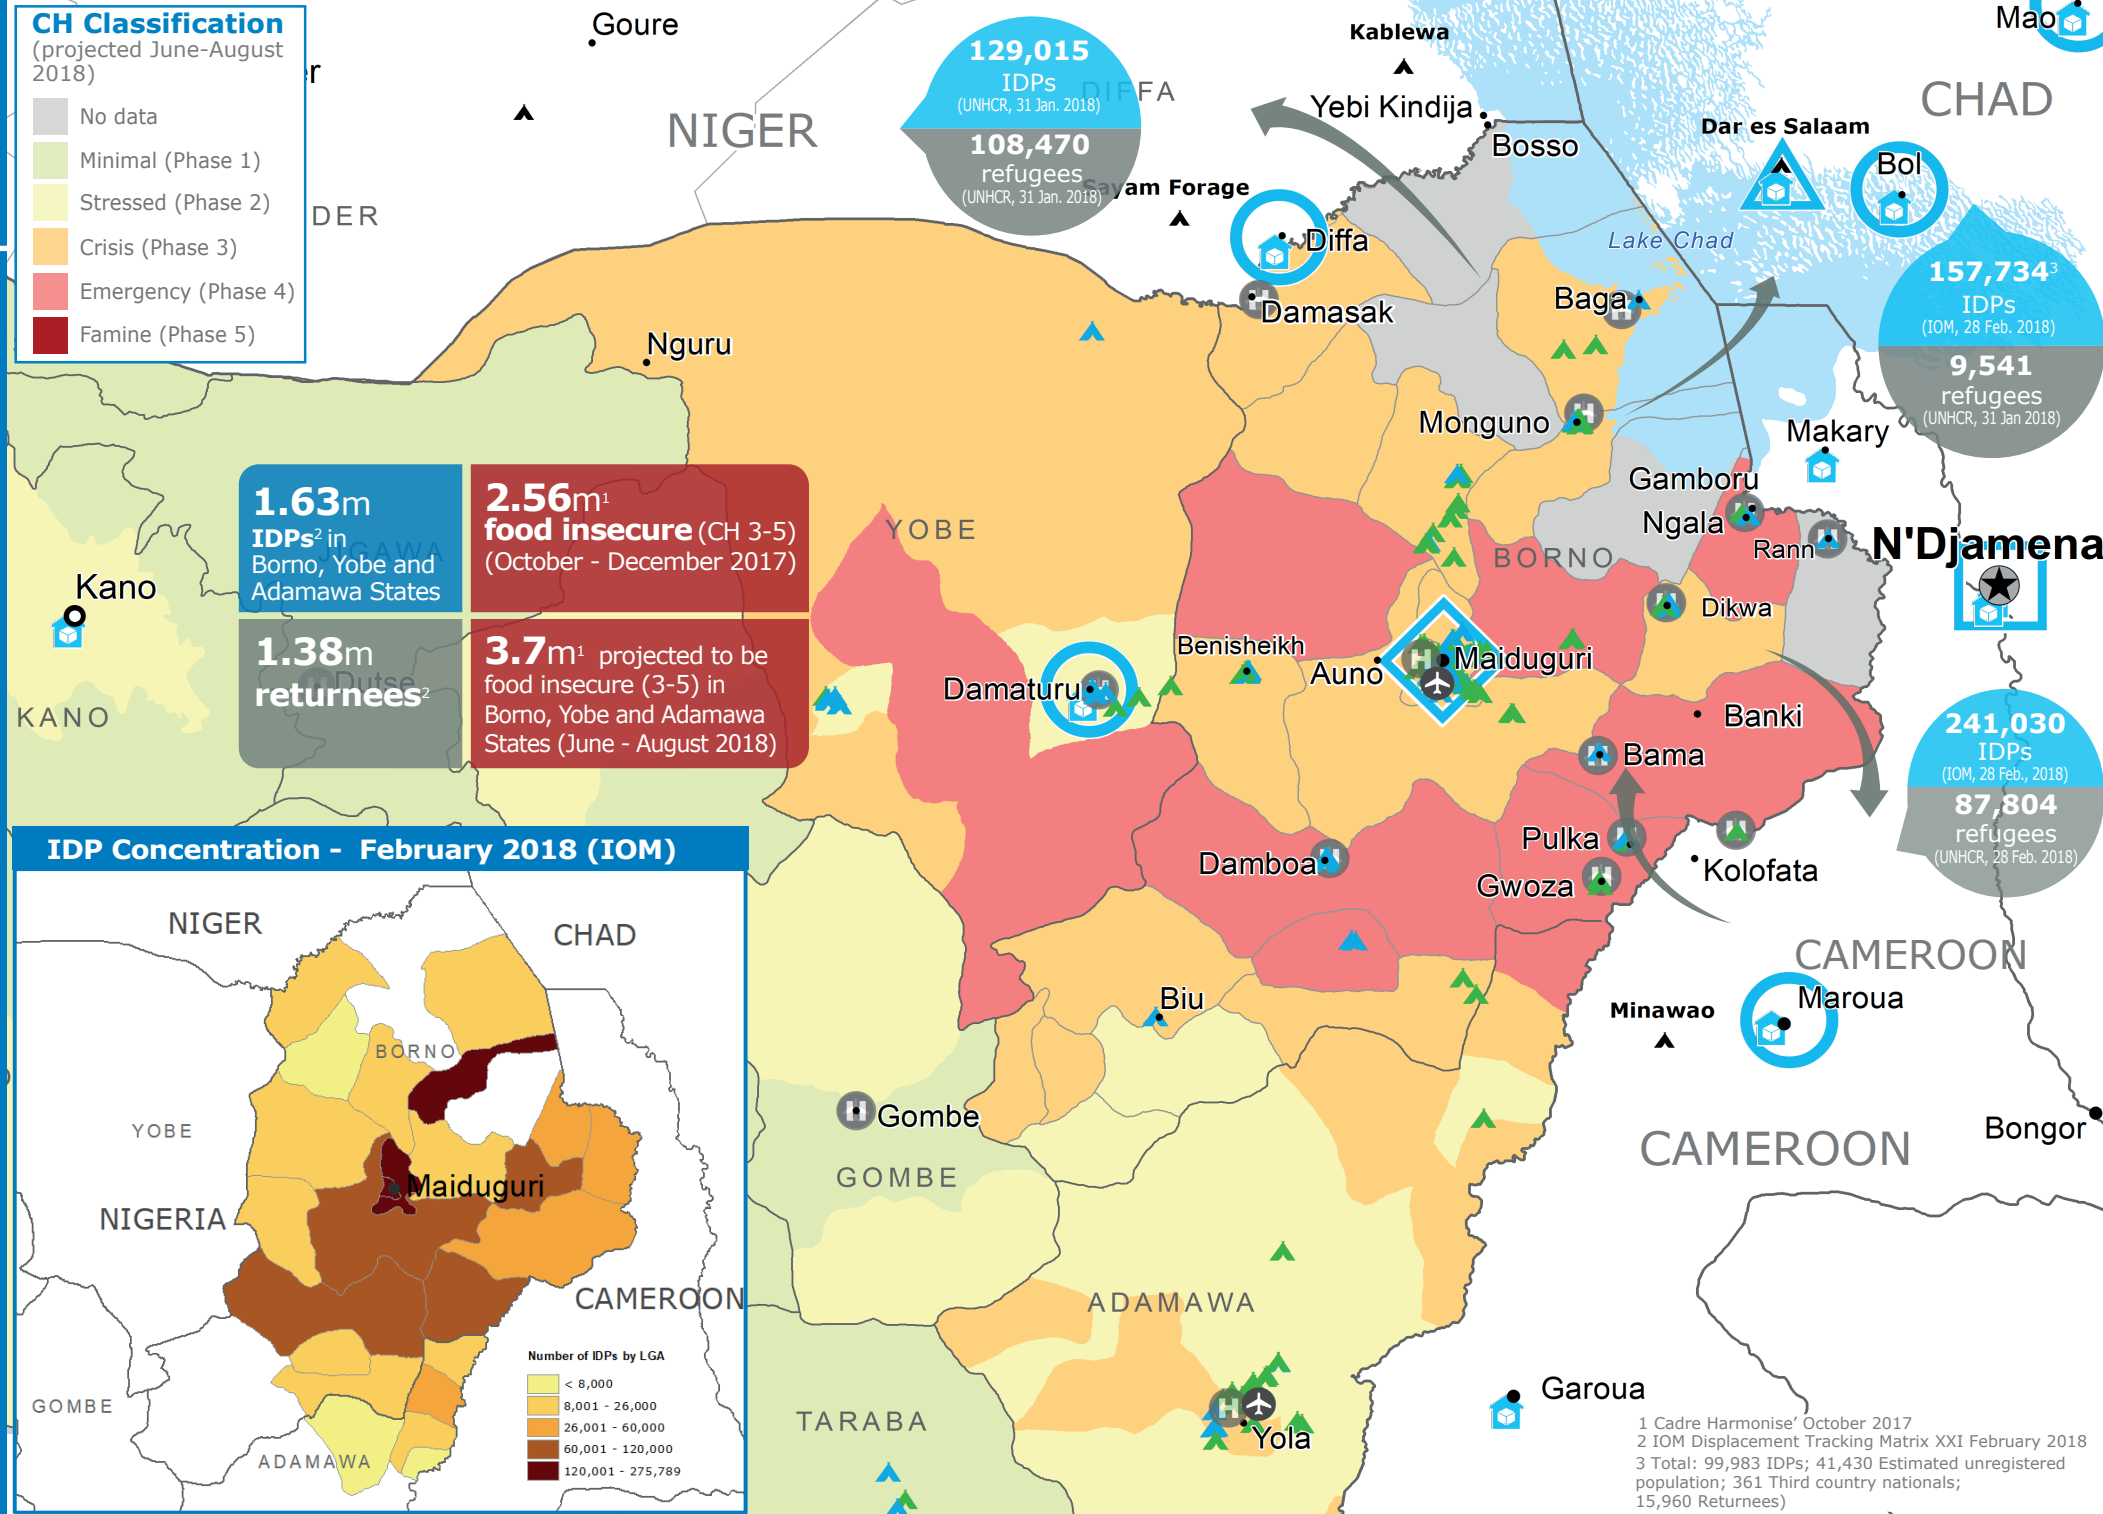 CH Classification
(projected June-August
2018)
No data
Minimal (Phase 1)
Stressed (Phase 2)
Crisis (Phase 3)
Emergency (Phase 4)
Famine (Phase 5)
Goure
NIGER
DIFFA
DER
129,015
IDPs
(UNHCR, 31 Jan. 2018)
108,470
refugees
(UNHCR, 31 Jan. 2018)
Kablewa
Yebi Kindija
Bosso
Sayam Forage
Diffa
Damasak
Mao
CHAD
Dar es Salaam
Bol
Lake Chad
Baga
157,734³
IDPs
(IOM, 28 Feb. 2018)
9,541
refugees
(UNHCR, 31 Jan 2018)
Nguru
Monguno
Makary
Gamboru
Ngala
Rann
N'Djamena
YOBE
BORNO
Dikwa
1.63m
IDPs² in
Borno, Yobe and
Adamawa States
2.56m¹
food insecure (CH 3-5)
(October - December 2017)
1.38m
returnees²
3.7m¹ projected to be
food insecure (3-5) in
Borno, Yobe and Adamawa
States (June - August 2018)
JIGAWA
Dutse
Kano
KANO
Benisheikh
Auno
Maiduguri
Damaturu
Banki
Bama
Pulka
Damboa
Gwoza
Kolofata
241,030
IDPs
(IOM, 28 Feb., 2018)
87,804
refugees
(UNHCR, 28 Feb. 2018)
CAMEROON
Maroua
Minawao
Biu
Gombe
GOMBE
Bongor
CAMEROON
ADAMAWA
TARABA
Yola
Garoua
IDP Concentration - February 2018 (IOM)
NIGER
CHAD
BORNO
YOBE
Maiduguri
NIGERIA
CAMEROON
GOMBE
ADAMAWA
Number of IDPs by LGA
< 8,000
8,001 - 26,000
26,001 - 60,000
60,001 - 120,000
120,001 - 275,789
1 Cadre Harmonise’ October 2017
2 IOM Displacement Tracking Matrix XXI February 2018
3 Total: 99,983 IDPs; 41,430 Estimated unregistered
population; 361 Third country nationals;
15,960 Returnees)